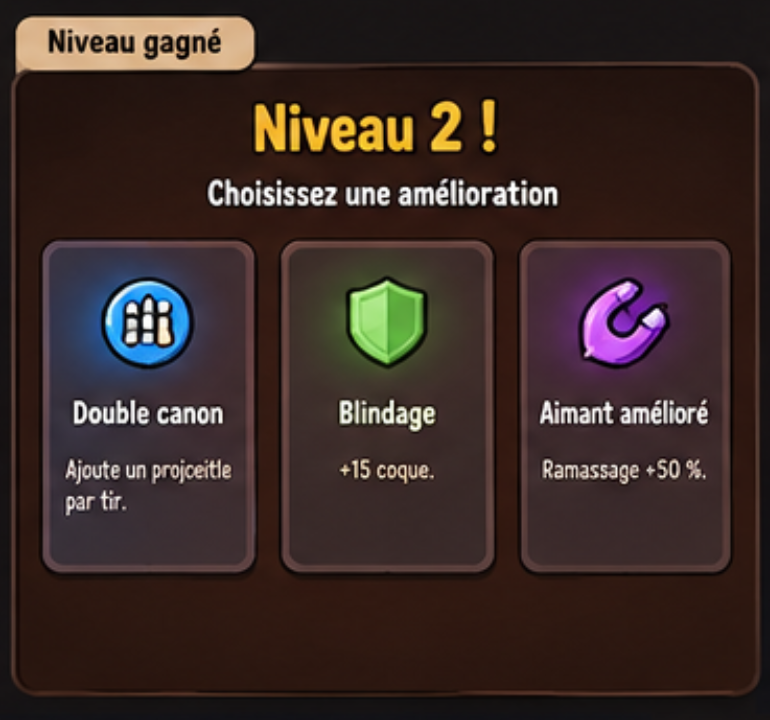 Niveau gagné
Niveau 2 !
Choisissez une amélioration
Double canon
Ajoute un projceitle
par tir.
Blindage
+15 coque.
Aimant amélioré
Ramassage +50 %.